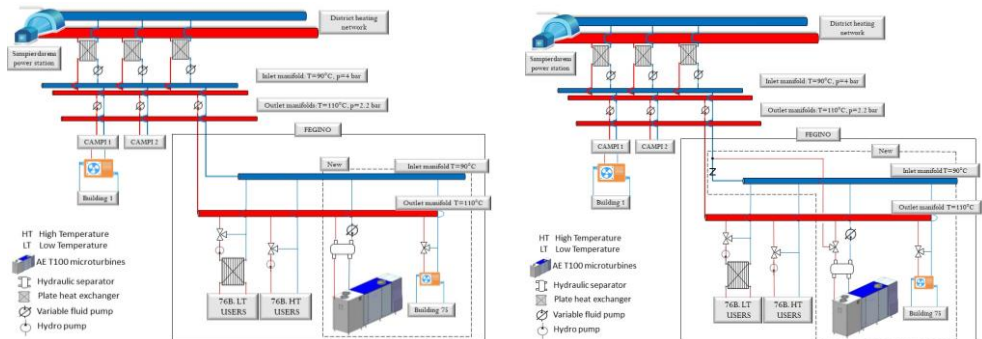 District heating
network
Sampierdarena
power station
Inlet manifold: T=90°C, p=4 bar
Outlet manifolds T=110°C, p=2.2 bar
FEGINO
CAMPI 1
CAMPI 2
New
Inlet manifold T=90°C
Building 1
Outlet manifold T=110°C
HT High Temperature
LT Low Temperature
AE T100 microturbines
Hydraulic separator
Plate heat exchanger
Variable fluid pump
Hydro pump
76B. LT
USERS
76B. HT
USERS
Building 75
District heating
network
Sampierdarena
power station
Inlet manifold: T=90°C, p=4 bar
Outlet manifolds: T=110°C, p=2.2 bar
FEGINO
CAMPI 1
CAMPI 2
New
Inlet manifold T=90°C
Building 1
Outlet manifold T=110°C
HT High Temperature
LT Low Temperature
AE T100 microturbines
Hydraulic separator
Plate heat exchanger
Variable fluid pump
Hydro pump
76B. LT
USERS
76B. HT
USERS
Building 75